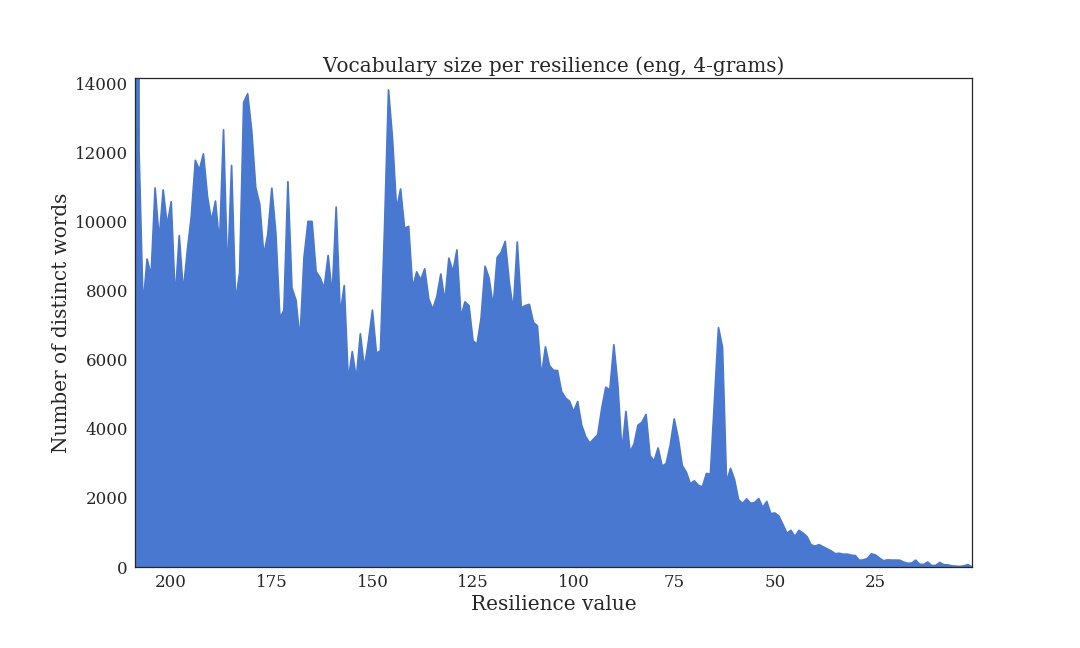 Vocabulary size per resilience (eng, 4-grams)
14000
12000
10000
8000
6000
4000
2000
0
Number of distinct words
200 175 150 125 100 75 50 25
Resilience value